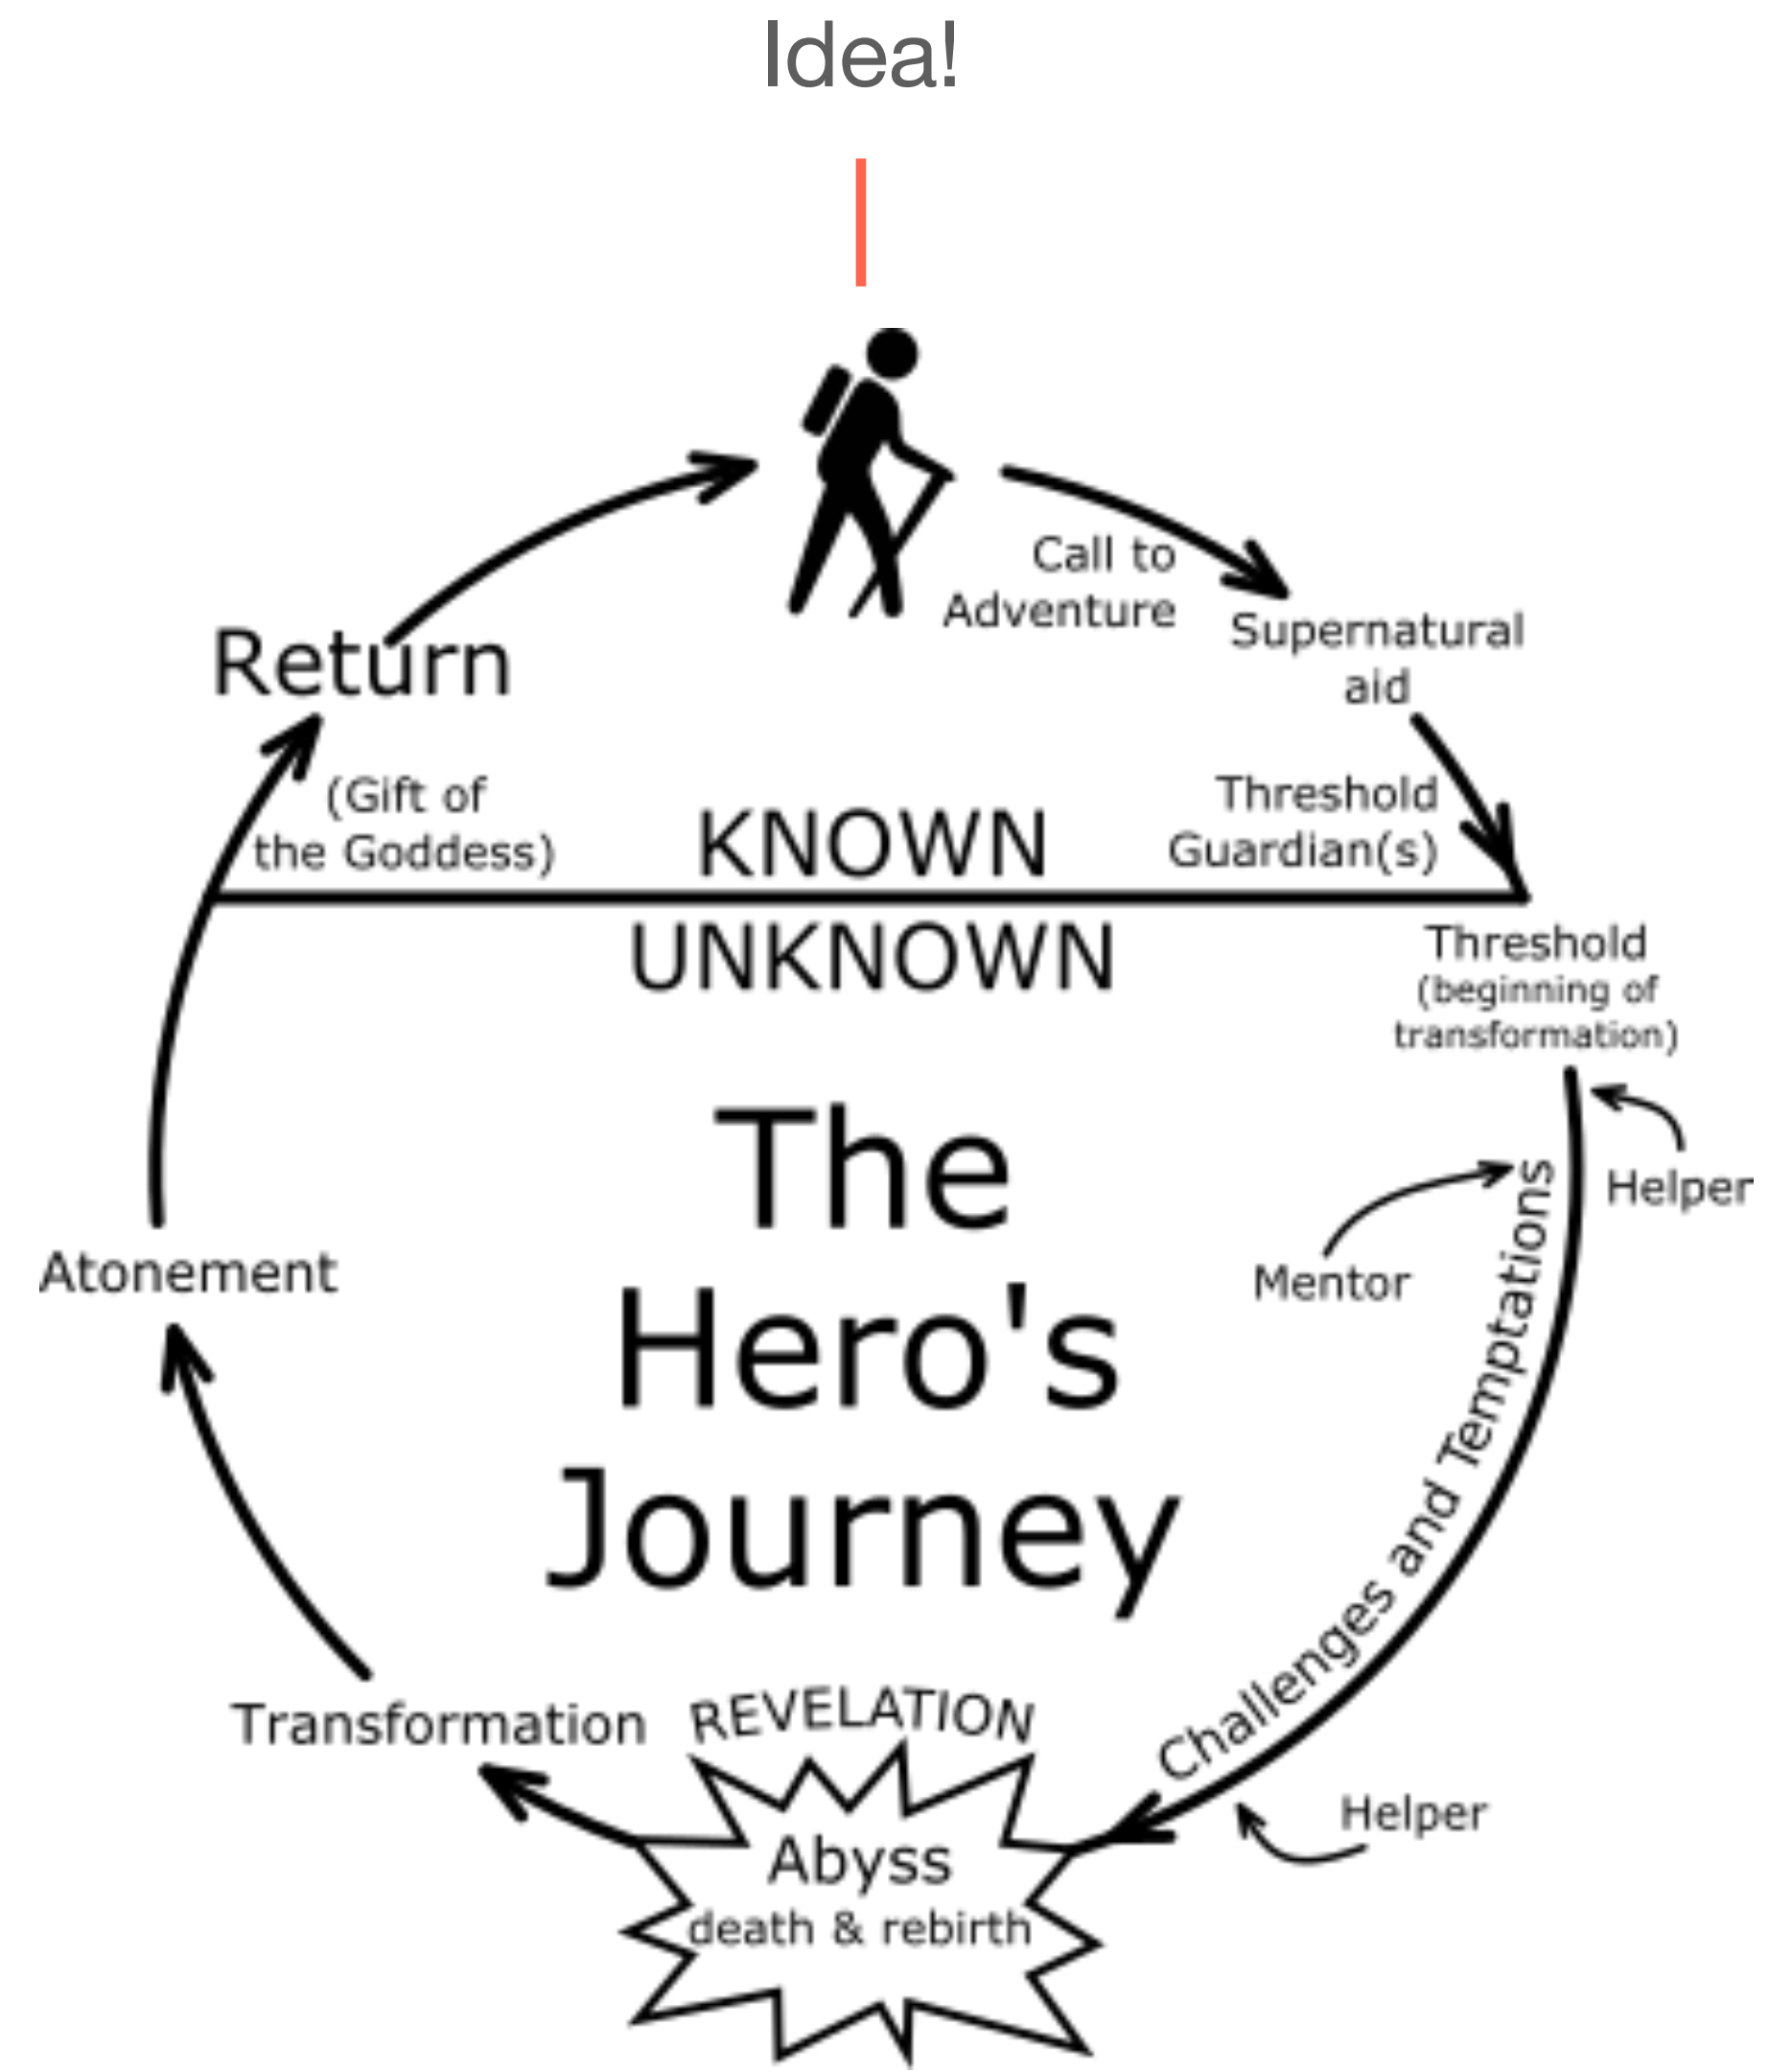 Idea!
Call to
Adventure
Supernatural
aid
Return
(Gift of
the Goddess)
KNOWN
Threshold
Guardian(s)
UNKNOWN
Threshold
(beginning of
transformation)
Helper
Mentor
Challenges and Temptations
The
Hero's
Journey
Atonement
Transformation
REVELATION
Abyss
death & rebirth
Helper